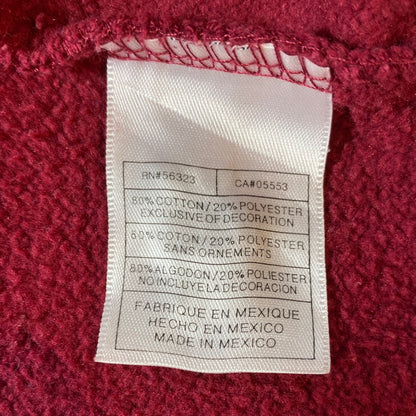 RN#56323 CA#05553
80% COTTON/20% POLYESTER
EXCLUSIVE OF DECORATION
80% COTON/20% POLYESTER
SANS ORNEMENTS
80% ALGODON/20% POLIESTER
NO INCLUYE LA DECORACION
FABRIQUE EN MEXIQUE
HECHO EN MEXICO
MADE IN MEXICO